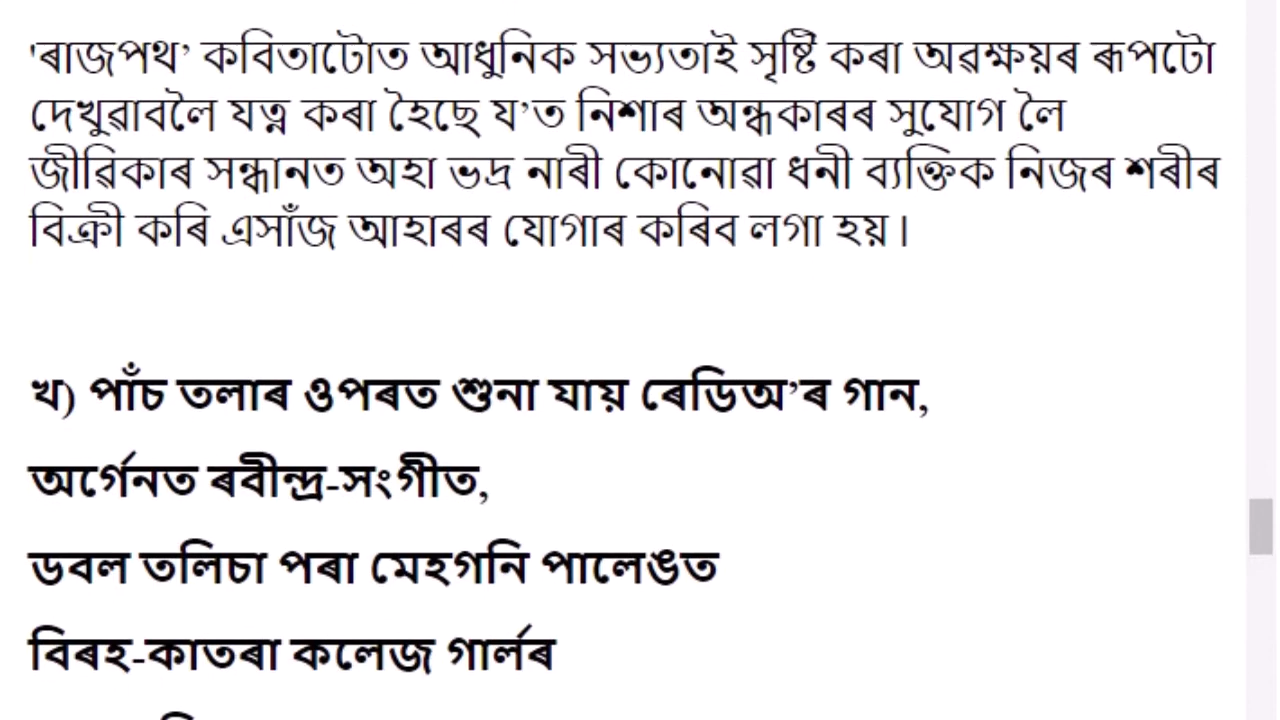 'ৰাজপথ’ কবিতাটোত আধুনিক সভ্যতাই সৃষ্টি কৰা অৱক্ষয়ৰ ৰূপটো
দেখুৱাবলৈ যত্ন কৰা হৈছে য’ত নিশাৰ অন্ধকাৰৰ সুযোগ লৈ
জীৱিকাৰ সন্ধানত অহা ভদ্ৰ নাৰী কোনোৱা ধনী ব্যক্তিক নিজৰ শৰীৰ
বিক্ৰী কৰি এসাঁজ আহাৰৰ যোগাৰ কৰিব লগা হয়।
খ) পাঁচ তলাৰ ওপৰত শুনা যায় ৰেডিঅ’ৰ গান,
অৰ্গেনত ৰবীন্দ্ৰ-সংগীত,
ডবল তলিচা পৰা মেহগনি পালেঙত
বিৰহ-কাতৰা কলেজ গাৰ্লৰ